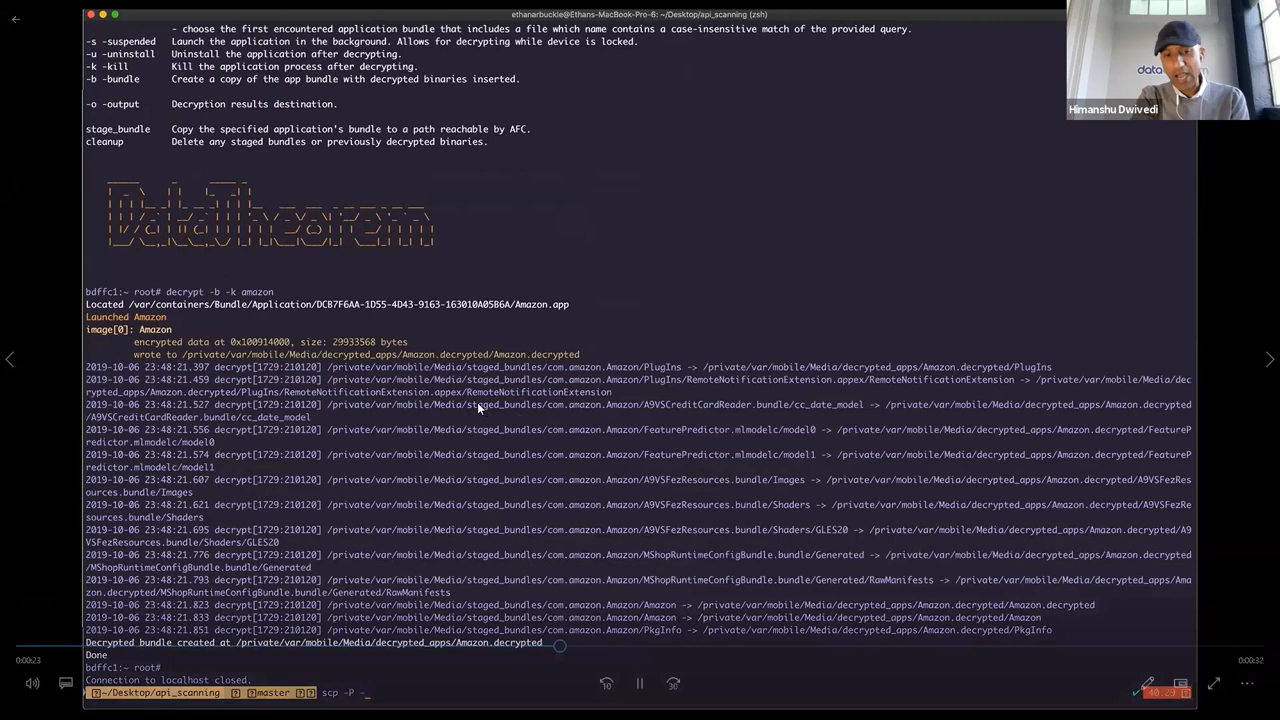 ethanarbuckle@Ethans-MacBook-Pro-6: ~/Desktop/api_scanning (zsh)
- choose the first encountered application bundle that includes a file which name contains a case-insensitive match of the provided query.
-s -suspended Launch the application in the background. Allows for decrypting while device is locked.
-u -uninstall Uninstall the application after decrypting.
-k -kill Kill the application process after decrypting.
-b -bundle Create a copy of the app bundle with decrypted binaries inserted.
-o -output Decryption results destination.
stage_bundle Copy the specified application's bundle to a path reachable by AFC.
cleanup Delete any staged bundles or previously decrypted binaries.
data
Himanshu Dwivedi
DataTheorem
bdffc1:~ root# decrypt -b -k amazon
Located /var/containers/Bundle/Application/DCB7F6AA-1D55-4D43-9163-163010A05B6A/Amazon.app
Launched Amazon
image[0]: Amazon
encrypted data at 0x100914000, size: 29933568 bytes
wrote to /private/var/mobile/Media/decrypted_apps/Amazon.decrypted/Amazon.decrypted
2019-10-06 23:48:21.397 decrypt[1729:210120] /private/var/mobile/Media/staged_bundles/com.amazon.Amazon/PlugIns -> /private/var/mobile/Media/decrypted_apps/Amazon.decrypted/PlugIns
2019-10-06 23:48:21.459 decrypt[1729:210120] /private/var/mobile/Media/staged_bundles/com.amazon.Amazon/PlugIns/RemoteNotificationExtension.appex/RemoteNotificationExtension -> /private/var/mobile/Media/dec
rypted_apps/Amazon.decrypted/PlugIns/RemoteNotificationExtension.appex/RemoteNotificationExtension
2019-10-06 23:48:21.527 decrypt[1729:210120] /private/var/mobile/Media/staged_bundles/com.amazon.Amazon/A9VSCreditCardReader.bundle/cc_date_model -> /private/var/mobile/Media/decrypted_apps/Amazon.decrypted
/A9VSCreditCardReader.bundle/cc_date_model
2019-10-06 23:48:21.556 decrypt[1729:210120] /private/var/mobile/Media/staged_bundles/com.amazon.Amazon/FeaturePredictor.mlmodelc/model0 -> /private/var/mobile/Media/decrypted_apps/Amazon.decrypted/FeatureP
redictor.mlmodelc/model0
2019-10-06 23:48:21.574 decrypt[1729:210120] /private/var/mobile/Media/staged_bundles/com.amazon.Amazon/FeaturePredictor.mlmodelc/model1 -> /private/var/mobile/Media/decrypted_apps/Amazon.decrypted/FeatureP
redictor.mlmodelc/model1
2019-10-06 23:48:21.607 decrypt[1729:210120] /private/var/mobile/Media/staged_bundles/com.amazon.Amazon/A9VSFezResources.bundle/Images -> /private/var/mobile/Media/decrypted_apps/Amazon.decrypted/A9VSFezRes
ources.bundle/Images
2019-10-06 23:48:21.621 decrypt[1729:210120] /private/var/mobile/Media/staged_bundles/com.amazon.Amazon/A9VSFezResources.bundle/Shaders -> /private/var/mobile/Media/decrypted_apps/Amazon.decrypted/A9VSFezRe
sources.bundle/Shaders
2019-10-06 23:48:21.695 decrypt[1729:210120] /private/var/mobile/Media/staged_bundles/com.amazon.Amazon/A9VSFezResources.bundle/Shaders/GLES20 -> /private/var/mobile/Media/decrypted_apps/Amazon.decrypted/A9
VSFezResources.bundle/Shaders/GLES20
2019-10-06 23:48:21.776 decrypt[1729:210120] /private/var/mobile/Media/staged_bundles/com.amazon.Amazon/MShopRuntimeConfigBundle.bundle/Generated -> /private/var/mobile/Media/decrypted_apps/Amazon.decrypted
/MShopRuntimeConfigBundle.bundle/Generated
2019-10-06 23:48:21.793 decrypt[1729:210120] /private/var/mobile/Media/staged_bundles/com.amazon.Amazon/MShopRuntimeConfigBundle.bundle/Generated/RawManifests -> /private/var/mobile/Media/decrypted_apps/Ama
zon.decrypted/MShopRuntimeConfigBundle.bundle/Generated/RawManifests
2019-10-06 23:48:21.823 decrypt[1729:210120] /private/var/mobile/Media/staged_bundles/com.amazon.Amazon/Amazon -> /private/var/mobile/Media/decrypted_apps/Amazon.decrypted/Amazon.decrypted
2019-10-06 23:48:21.833 decrypt[1729:210120] /private/var/mobile/Media/staged_bundles/com.amazon.Amazon/Amazon -> /private/var/mobile/Media/decrypted_apps/Amazon.decrypted/Amazon
2019-10-06 23:48:21.851 decrypt[1729:210120] /private/var/mobile/Media/staged_bundles/com.amazon.Amazon/PkgInfo -> /private/var/mobile/Media/decrypted_apps/Amazon.decrypted/PkgInfo
Decrypted bundle created at /private/var/mobile/Media/decrypted_apps/Amazon.decrypted
Done
0:00:23
0:00:32
bdffc1:~ root#
Connection to localhost closed.
10
30
~/Desktop/api_scanning master scp -P -_
40.29